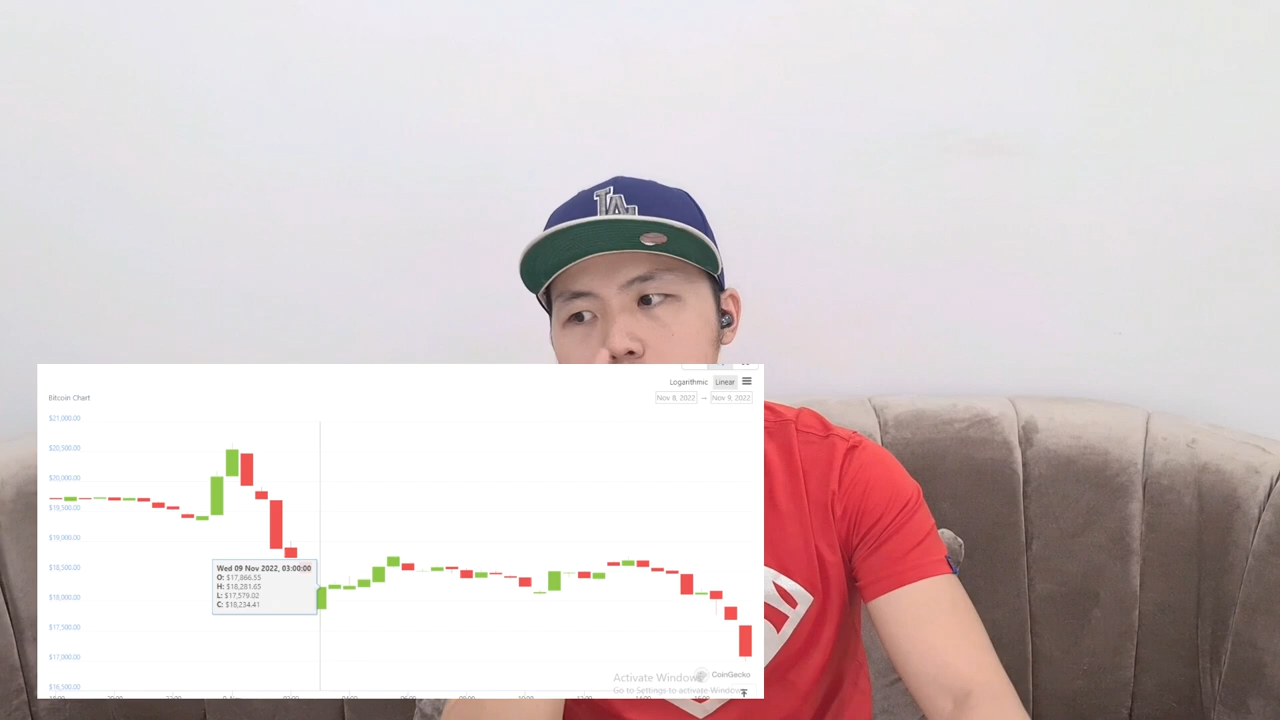 LA
Logarithmic Linear
Bitcoin Chart
Nov 8, 2022 → Nov 9, 2022
$21,000.00
$20,500.00
$20,000.00
$19,500.00
$19,000.00
$18,500.00
$18,000.00
$17,500.00
$17,000.00
$16,500.00
Wed 09 Nov 2022, 03:00:00
O: $17,866.55
H: $18,281.65
L: $17,579.02
C: $18,234.41
CoinGecko
Activate Windows
Go to Settings to activate Windows.